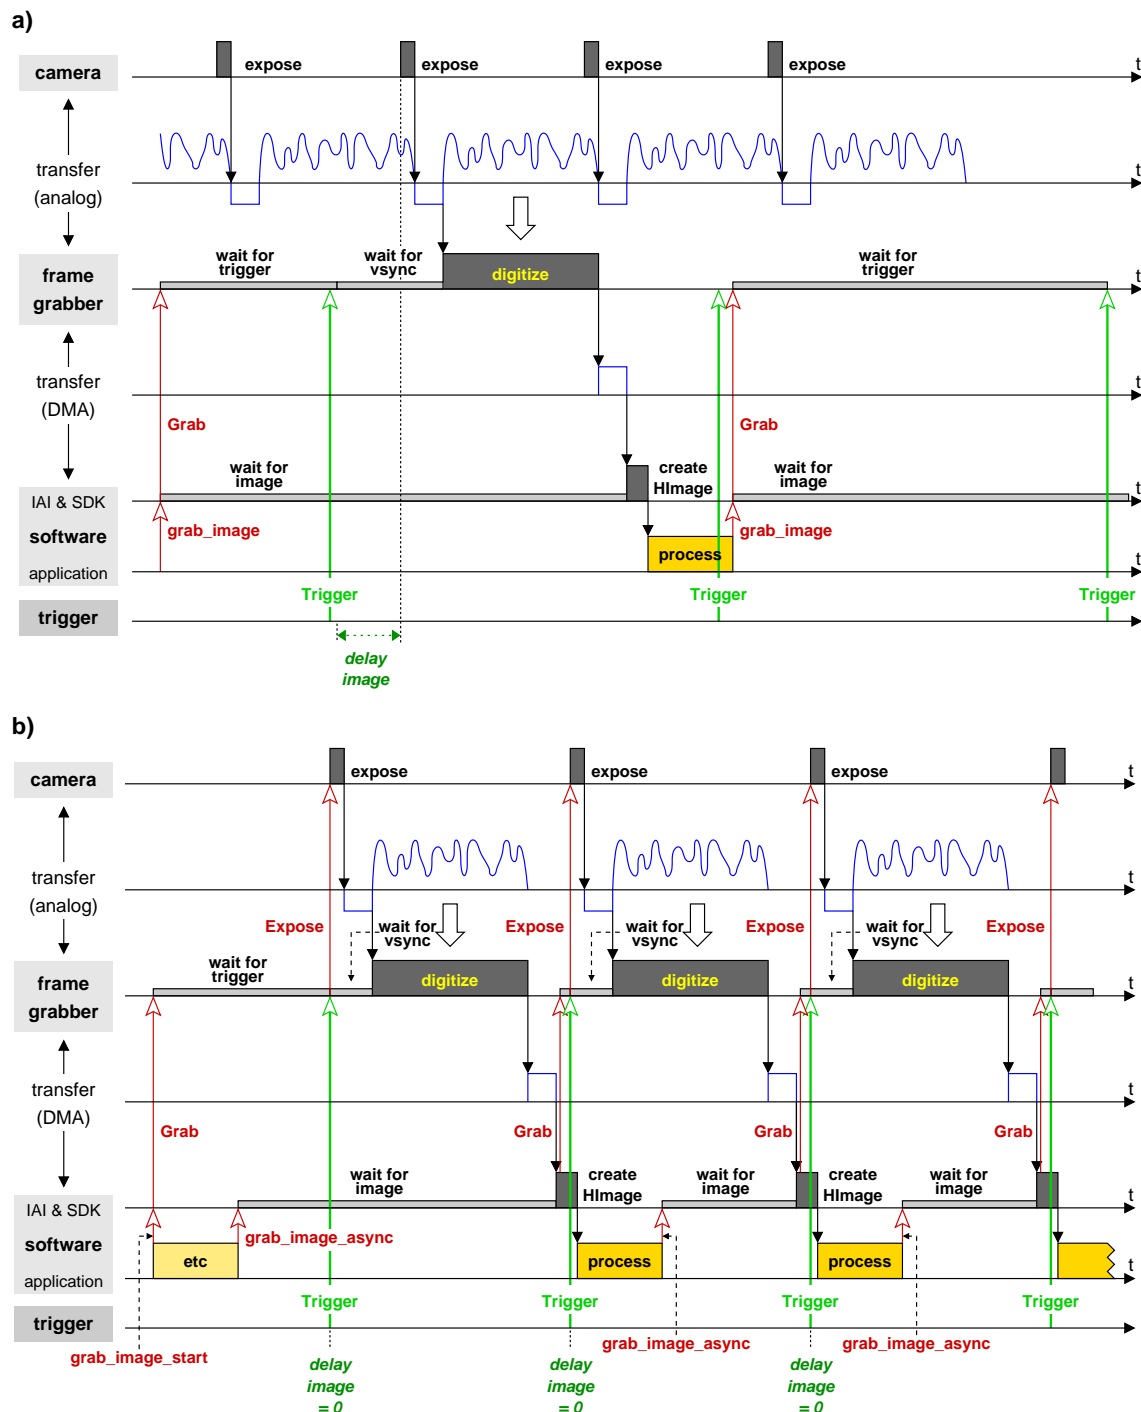 a)
camera
expose
expose
expose
expose
t
transfer
(analog)
t
frame
grabber
wait for
trigger
wait for
vsync
digitize
wait for
trigger
t
transfer
(DMA)
t
Grab
Grab
IAI & SDK
software
application
wait for
image
create
HImage
wait for
image
t
grab_image
process
grab_image
t
trigger
Trigger
Trigger
Trigger
delay
image
b)
camera
expose
expose
expose
t
transfer
(analog)
t
Expose
wait for
vsync
Expose
wait for
vsync
Expose
wait for
vsync
Expose
frame
grabber
wait for
trigger
digitize
digitize
digitize
t
transfer
(DMA)
t
Grab
Grab
Grab
Grab
IAI & SDK
software
application
wait for
image
create
HImage
wait for
image
create
HImage
wait for
image
t
etc
grab_image_async
process
process
t
trigger
Trigger
Trigger
Trigger
Trigger
grab_image_start
grab_image_async
grab_image_async
delay
image
= 0
delay
image
= 0
delay
image
= 0